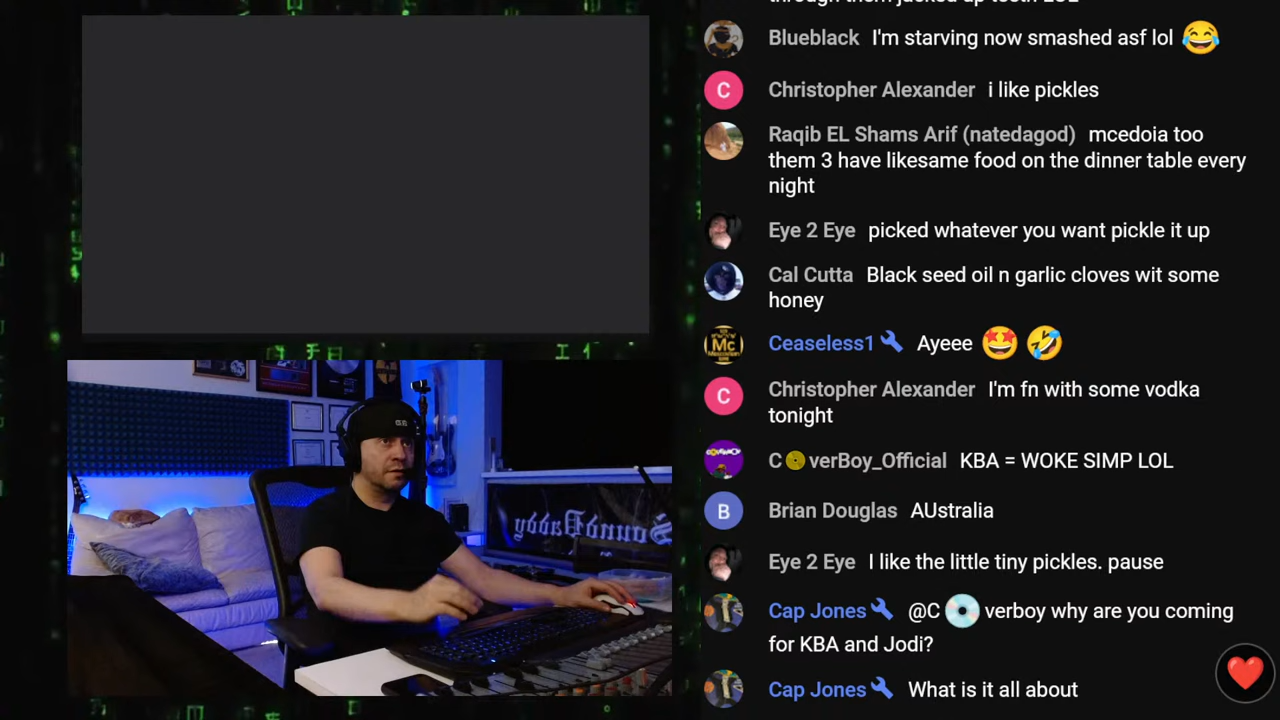 Blueblack I'm starving now smashed asf lol 😂
C Christopher Alexander i like pickles
Raqib EL Shams Arif (natedagod) mcedoia too
them 3 have likesame food on the dinner table every
night
Eye 2 Eye picked whatever you want pickle it up
Cal Cutta Black seed oil n garlic cloves wit some
honey
Mc Ceaseless1 Ayeee 🤩 🤣
C Christopher Alexander I'm fn with some vodka
tonight
C📀verBoy_Official KBA = WOKE SIMP LOL
B Brian Douglas AUstralia
Eye 2 Eye I like the little tiny pickles. pause
Cap Jones @C 💿 verboy why are you coming
for KBA and Jodi?
Cap Jones What is it all about
SoundDaddy